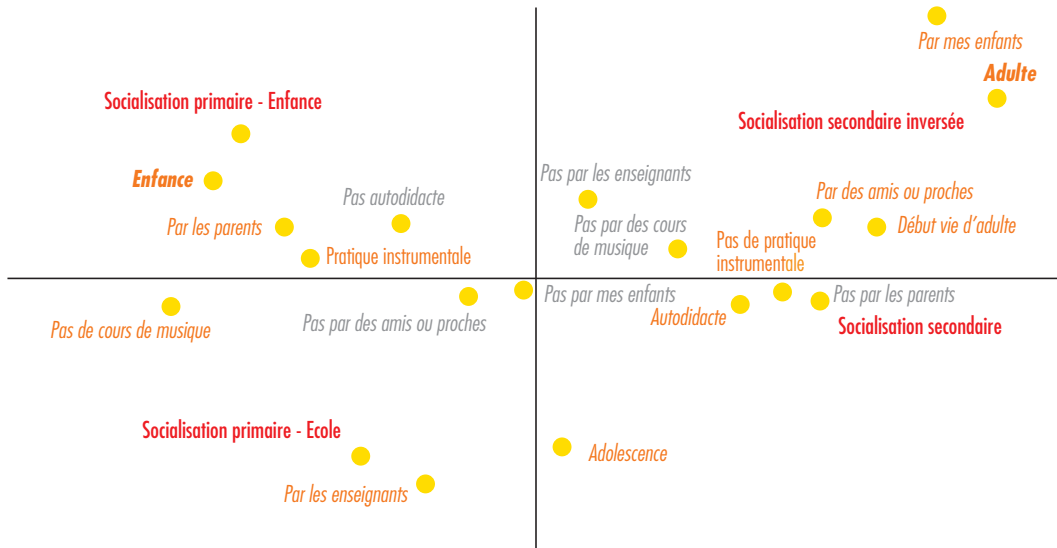 Par mes enfants
Adulte
Socialisation primaire - Enfance
Socialisation secondaire inversée
Pas par les enseignants
Enfance
Pas autodidacte
Par des amis ou proches
Par les parents
Pas par des cours
de musique
Début vie d'adulte
Pas de pratique
instrumentale
Pratique instrumentale
Pas par mes enfants
Pas par les parents
Pas de cours de musique
Pas par des amis ou proches
Autodidacte
Socialisation secondaire
Socialisation primaire - Ecole
Adolescence
Par les enseignants